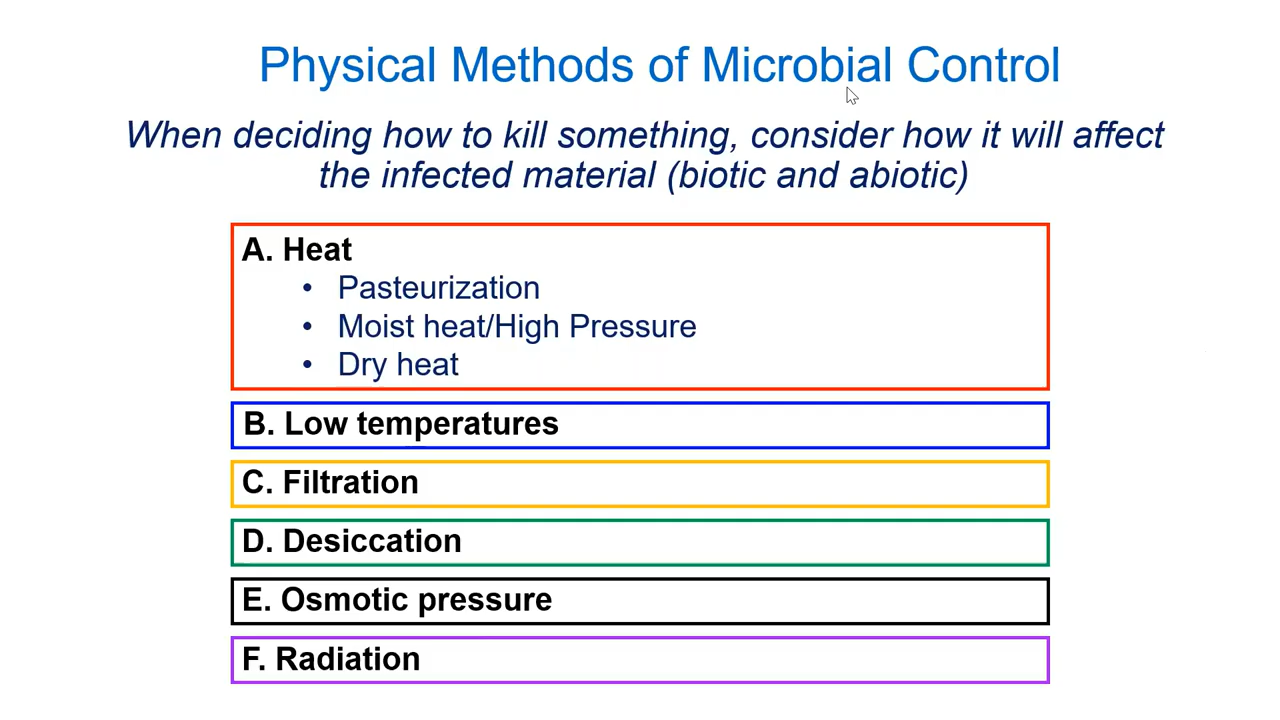 Physical Methods of Microbial Control
When deciding how to kill something, consider how it will affect
the infected material (biotic and abiotic)
A. Heat
• Pasteurization
• Moist heat/High Pressure
• Dry heat
B. Low temperatures
C. Filtration
D. Desiccation
E. Osmotic pressure
F. Radiation